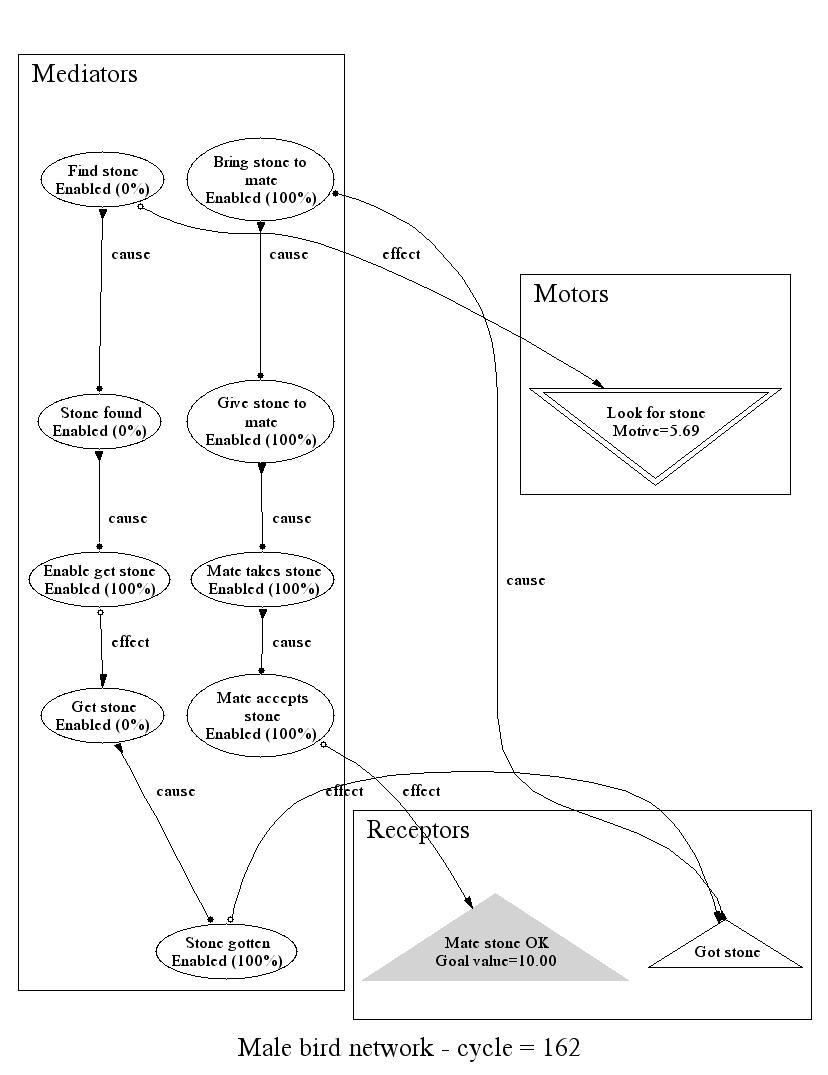 Mediators
Find stone
Enabled (0%)
Bring stone to
mate
Enabled (100%)
cause
cause
effect
Motors
Look for stone
Motive=5.69
Stone found
Enabled (0%)
Give stone to
mate
Enabled (100%)
cause
cause
cause
Enable get stone
Enabled (100%)
Mate takes stone
Enabled (100%)
effect
cause
Get stone
Enabled (0%)
Mate accepts
stone
Enabled (100%)
cause
effect
effect
Receptors
Stone gotten
Enabled (100%)
Mate stone OK
Goal value=10.00
Got stone
Male bird network - cycle = 162